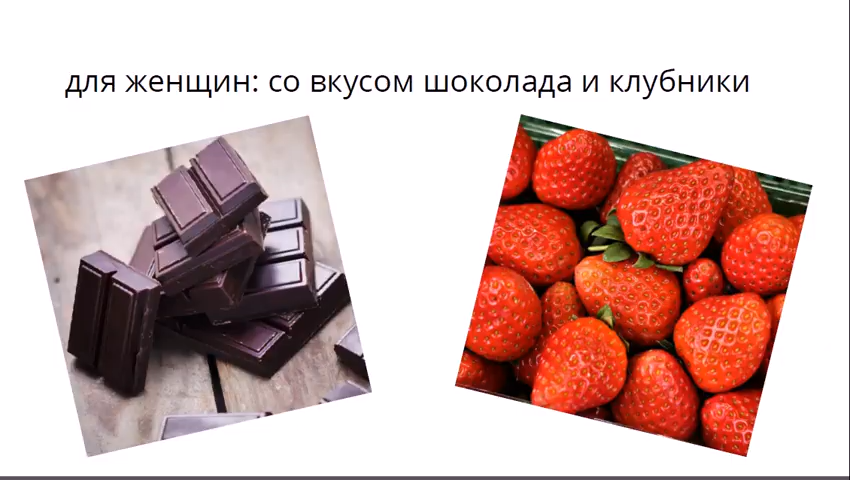 для женщин: со вкусом шоколада и клубники